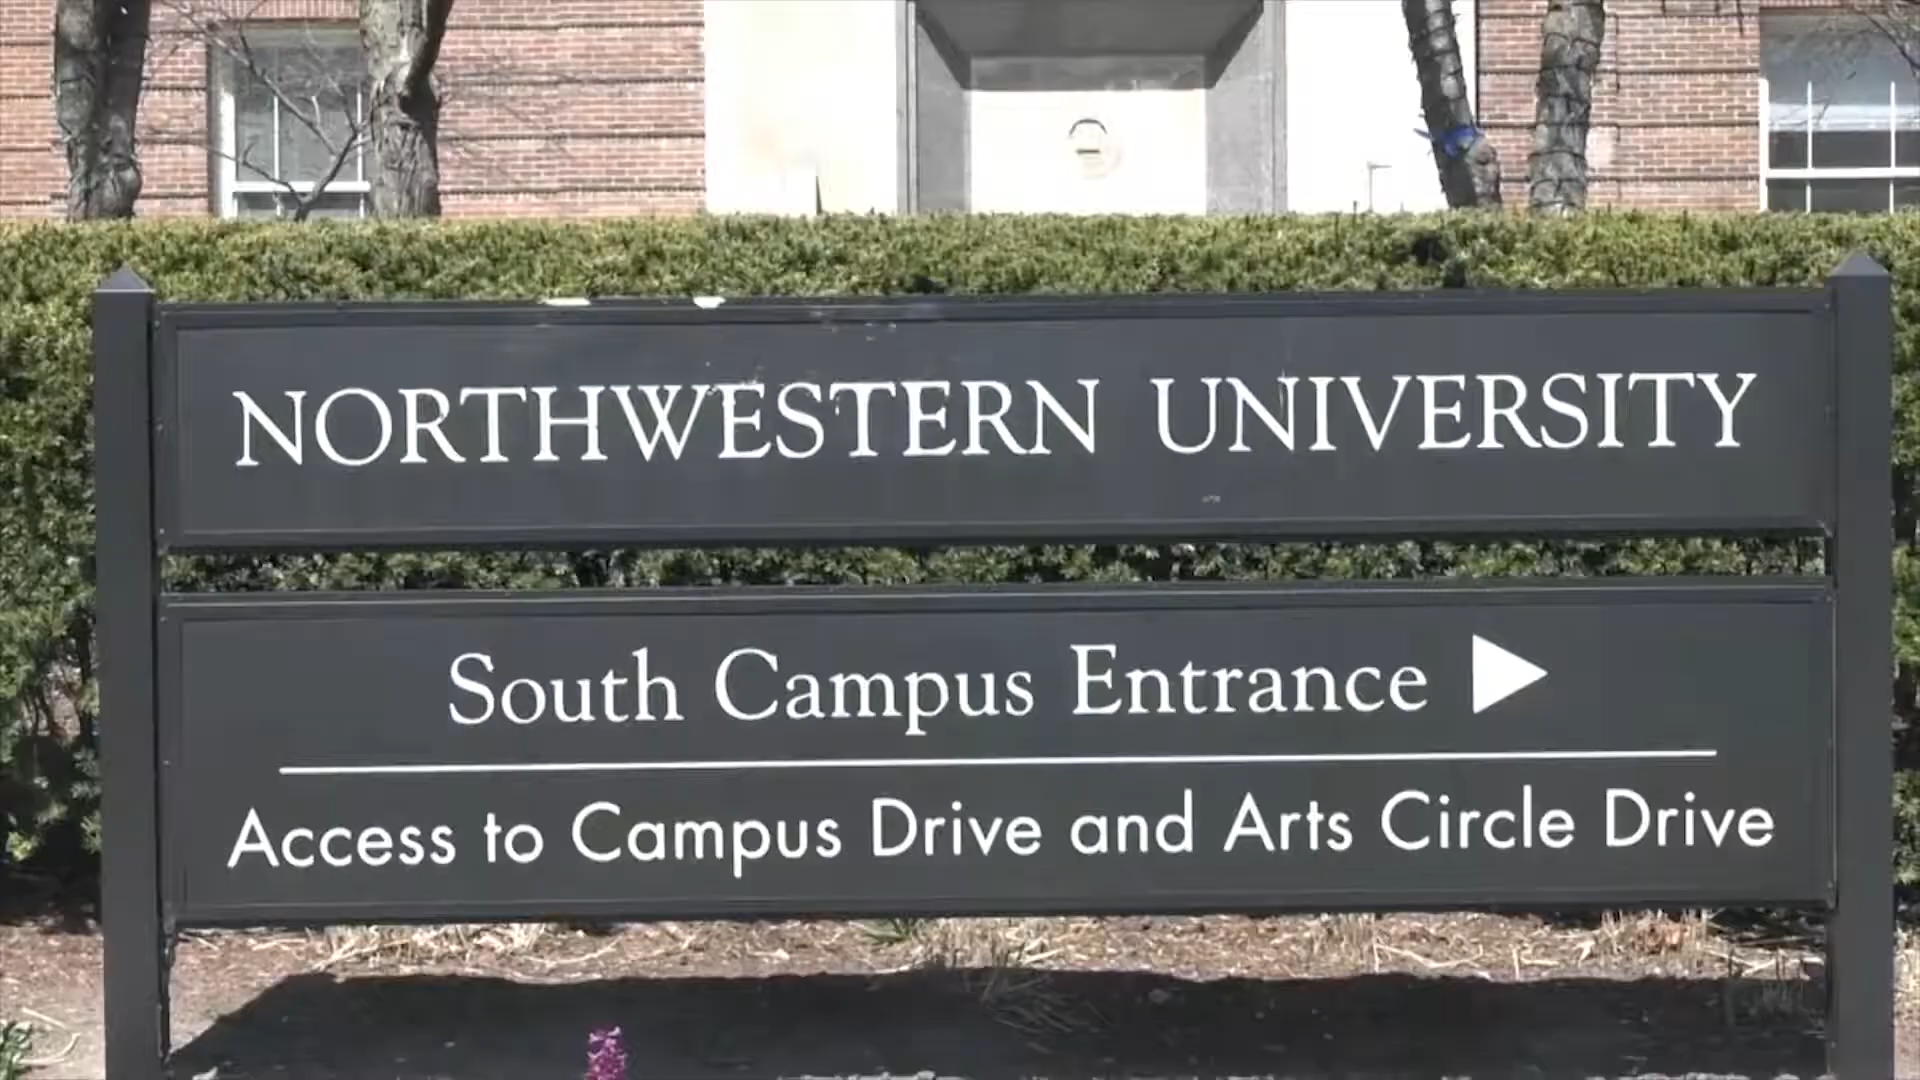 NORTHWESTERN UNIVERSITY
South Campus Entrance ▶
Access to Campus Drive and Arts Circle Drive